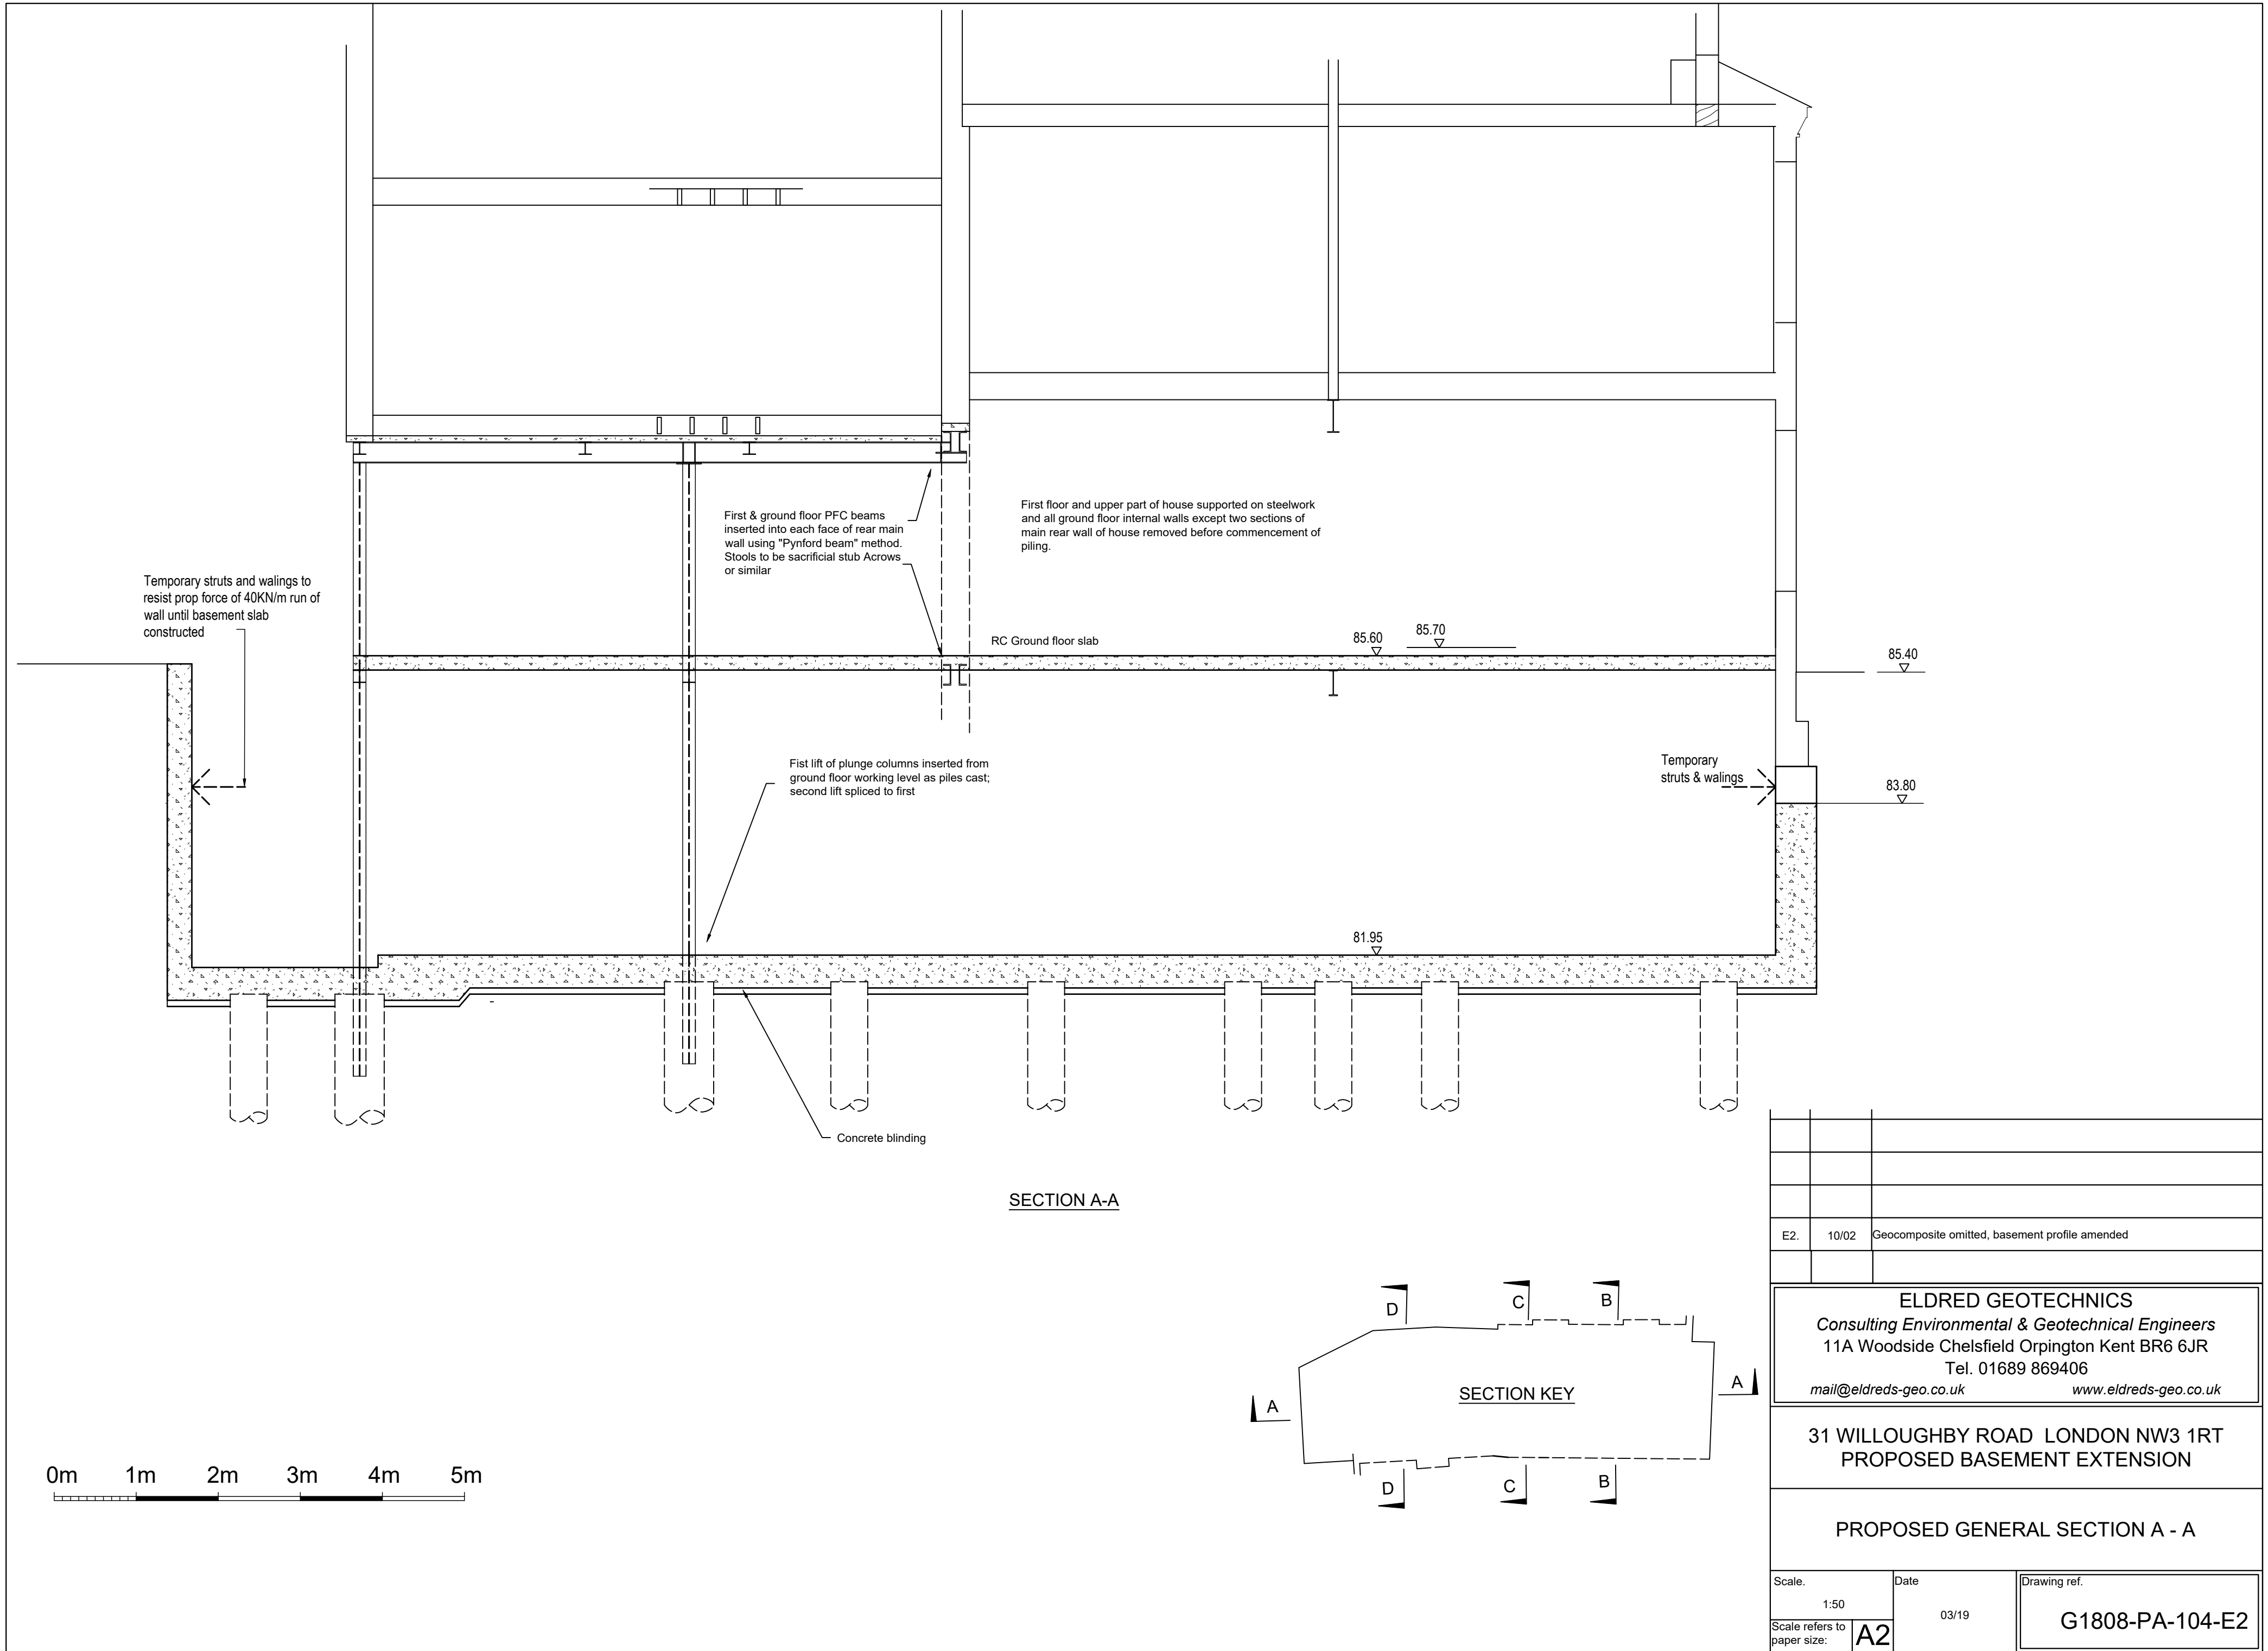 First & ground floor PFC beams
inserted into each face of rear main
wall using "Pynford beam" method.
Stools to be sacrificial stub Acrows
or similar
First floor and upper part of house supported on steelwork
and all ground floor internal walls except two sections of
main rear wall of house removed before commencement of
piling.
Temporary struts and walings to
resist prop force of 40KN/m run of
wall until basement slab
constructed
RC Ground floor slab
85.60
85.70
85.40
Fist lift of plunge columns inserted from
ground floor working level as piles cast;
second lift spliced to first
Temporary
struts & walings
83.80
81.95
Concrete blinding
SECTION A-A
D
C
B
A
SECTION KEY
A
D
C
B
0m 1m 2m 3m 4m 5m
E2. 10/02 Geocomposite omitted, basement profile amended
ELDRED GEOTECHNICS
Consulting Environmental & Geotechnical Engineers
11A Woodside Chelsfield Orpington Kent BR6 6JR
Tel. 01689 869406
mail@eldreds-geo.co.uk www.eldreds-geo.co.uk
31 WILLOUGHBY ROAD LONDON NW3 1RT
PROPOSED BASEMENT EXTENSION
PROPOSED GENERAL SECTION A - A
Scale.
1:50
Scale refers to
paper size:
A2
Date
03/19
Drawing ref.
G1808-PA-104-E2